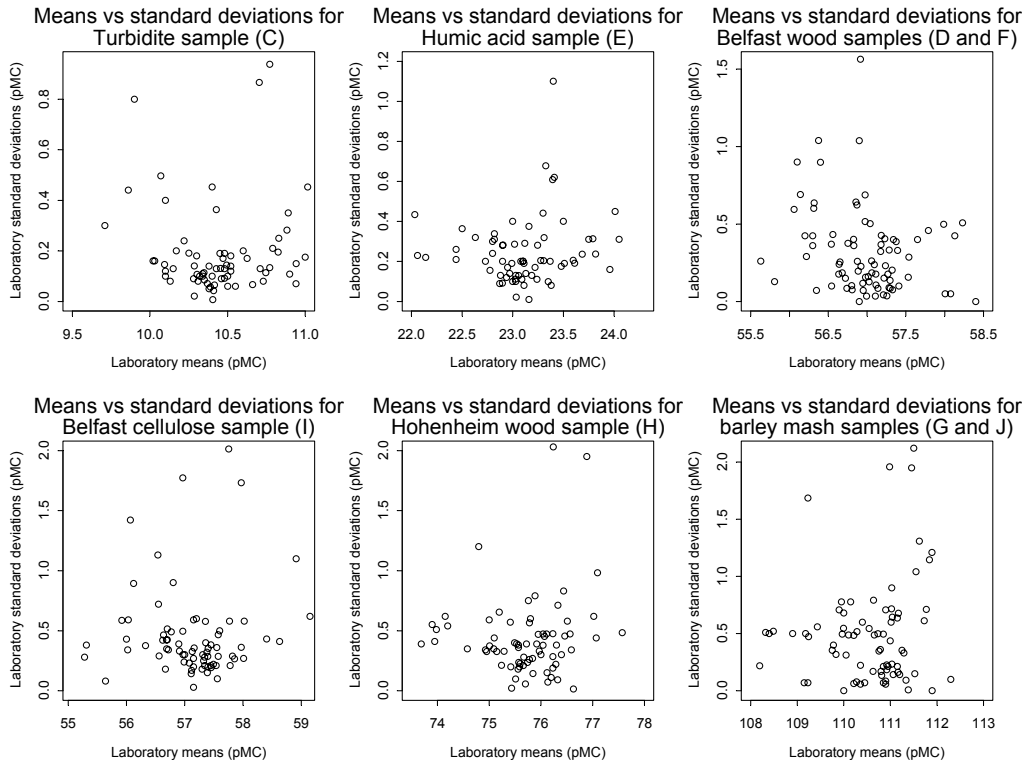 Means vs standard deviations for
Turbidite sample (C)
Laboratory standard deviations (pMC)
0.0 0.2 0.4 0.6 0.8
9.5 10.0 10.5 11.0
Laboratory means (pMC)
Means vs standard deviations for
Humic acid sample (E)
Laboratory standard deviations (pMC)
0.0 0.2 0.4 0.6 0.8 1.0 1.2
22.0 22.5 23.0 23.5 24.0
Laboratory means (pMC)
Means vs standard deviations for
Belfast wood samples (D and F)
Laboratory standard deviations (pMC)
0.0 0.5 1.0 1.5
55.5 56.5 57.5 58.5
Laboratory means (pMC)
Means vs standard deviations for
Belfast cellulose sample (I)
Laboratory standard deviations (pMC)
0.0 0.5 1.0 1.5 2.0
55 56 57 58 59
Laboratory means (pMC)
Means vs standard deviations for
Hohenheim wood sample (H)
Laboratory standard deviations (pMC)
0.0 0.5 1.0 1.5 2.0
74 75 76 77 78
Laboratory means (pMC)
Means vs standard deviations for
barley mash samples (G and J)
Laboratory standard deviations (pMC)
0.0 0.5 1.0 1.5 2.0
108 109 110 111 112 113
Laboratory means (pMC)